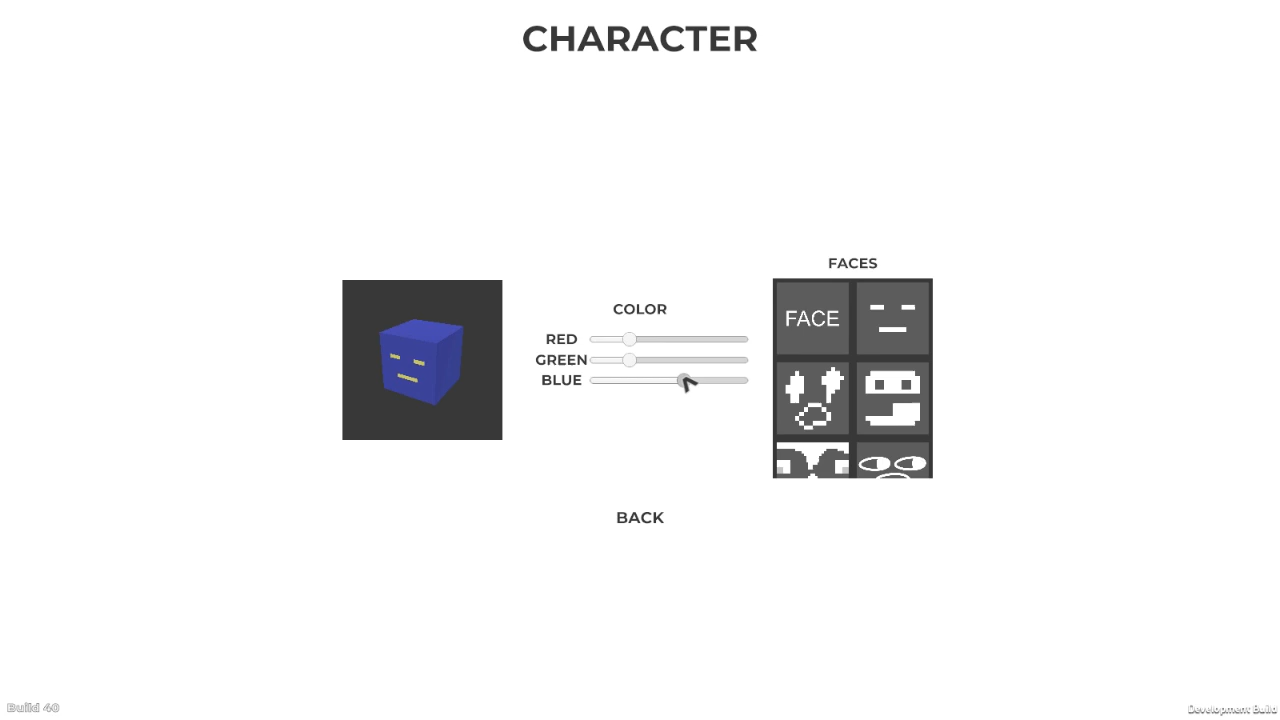 CHARACTER
FACES
COLOR
FACE
RED
GREEN
BLUE
BACK
Build 40
Development Build